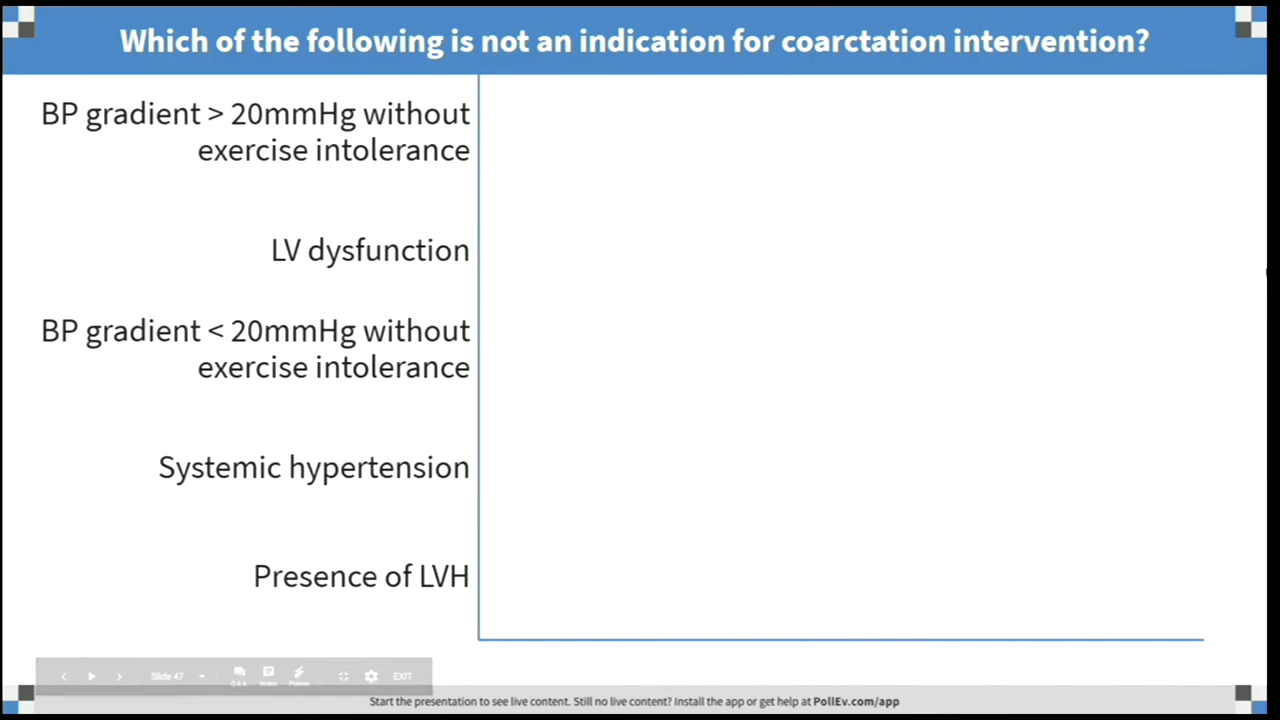 Which of the following is not an indication for coarctation intervention?
BP gradient > 20mmHg without
exercise intolerance
LV dysfunction
BP gradient < 20mmHg without
exercise intolerance
Systemic hypertension
Presence of LVH
Slide 47
EXIT
Start the presentation to see live content. Still no live content? Install the app or get help at PollEv.com/app